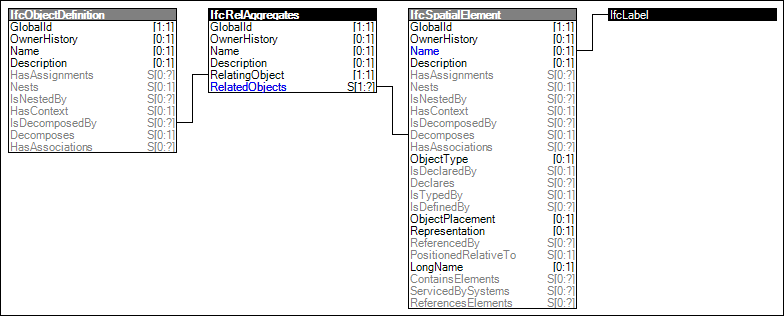 IfcObjectDefinition
GlobalId [1:1]
OwnerHistory [0:1]
Name [0:1]
Description [0:1]
HasAssignments S[0:?]
Nests S[0:1]
IsNestedBy S[0:?]
HasContext S[0:1]
IsDecomposedBy S[0:?]
Decomposes S[0:1]
HasAssociations S[0:?]
IfcRelAggregates
GlobalId [1:1]
OwnerHistory [0:1]
Name [0:1]
Description [0:1]
RelatingObject [1:1]
RelatedObjects S[1:?]
IfcSpatialElement
GlobalId [1:1]
OwnerHistory [0:1]
Name [0:1]
Description [0:1]
HasAssignments S[0:?]
Nests S[0:1]
IsNestedBy S[0:?]
HasContext S[0:1]
IsDecomposedBy S[0:?]
Decomposes S[0:1]
HasAssociations S[0:?]
ObjectType [0:1]
IsDeclaredBy S[0:1]
Declares S[0:?]
IsTypedBy S[0:1]
IsDefinedBy S[0:?]
ObjectPlacement [0:1]
Representation [0:1]
ReferencedBy S[0:?]
PositionedRelativeTo S[0:1]
LongName [0:1]
ContainsElements S[0:?]
ServicedBySystems S[0:?]
ReferencesElements S[0:?]
IfcLabel